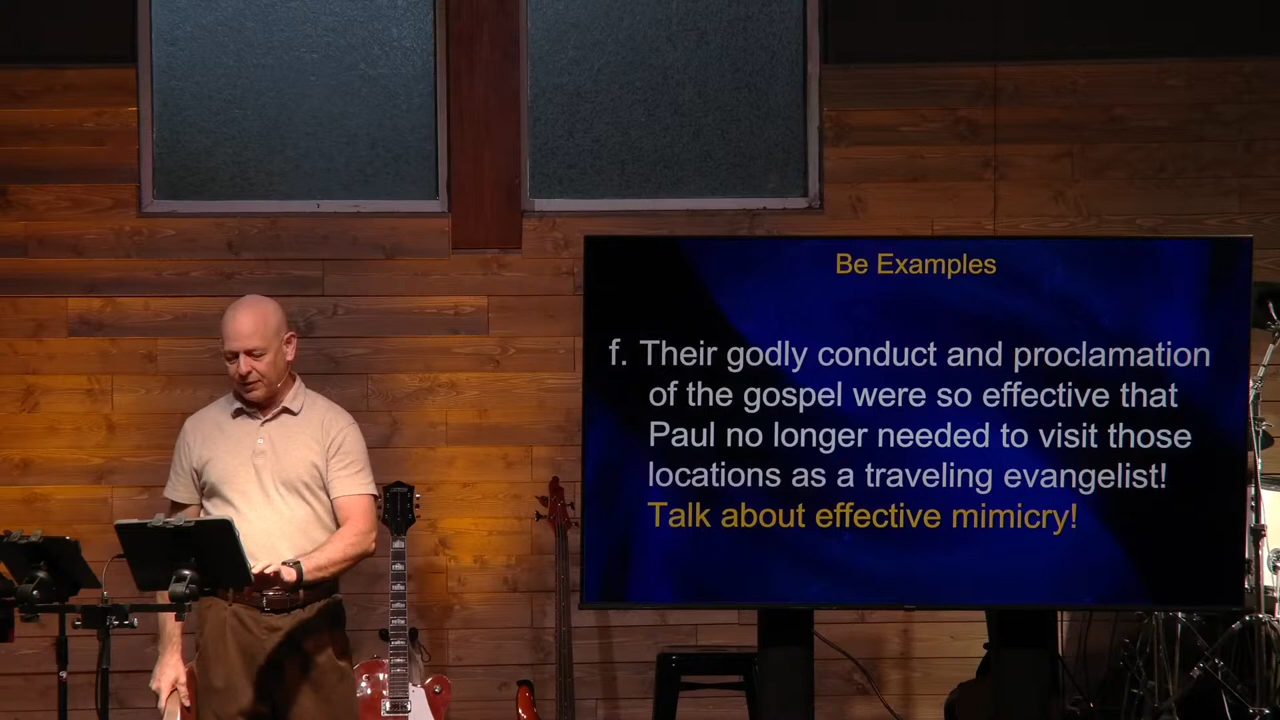 Be Examples
f. Their godly conduct and proclamation
of the gospel were so effective that
Paul no longer needed to visit those
locations as a traveling evangelist!
Talk about effective mimicry!